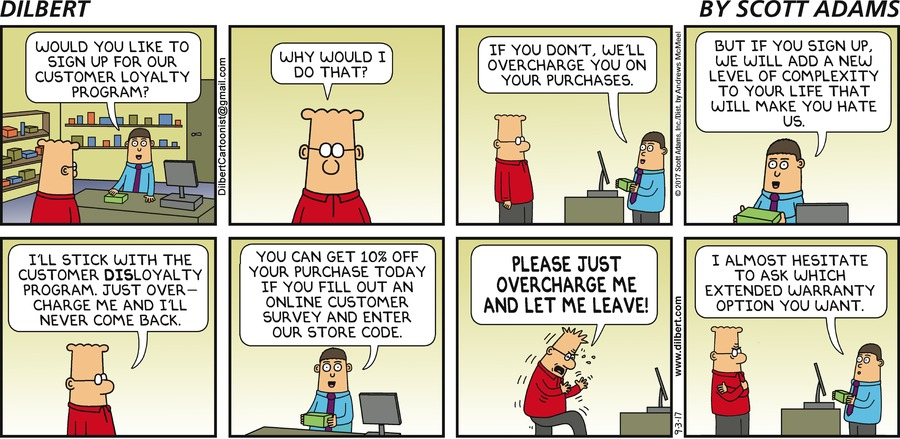 DILBERT
BY SCOTT ADAMS
WOULD YOU LIKE TO
SIGN UP FOR OUR
CUSTOMER LOYALTY
PROGRAM?
DilbertCartoonist@gmail.com
WHY WOULD I
DO THAT?
IF YOU DON'T, WE'LL
OVERCHARGE YOU ON
YOUR PURCHASES.
© 2017 Scott Adams, Inc./Dist. by Andrews McMeel
BUT IF YOU SIGN UP,
WE WILL ADD A NEW
LEVEL OF COMPLEXITY
TO YOUR LIFE THAT
WILL MAKE YOU HATE
US.
I'LL STICK WITH THE
CUSTOMER DISLOYALTY
PROGRAM. JUST OVER-
CHARGE ME AND I'LL
NEVER COME BACK.
YOU CAN GET 10% OFF
YOUR PURCHASE TODAY
IF YOU FILL OUT AN
ONLINE CUSTOMER
SURVEY AND ENTER
OUR STORE CODE.
PLEASE JUST
OVERCHARGE ME
AND LET ME LEAVE!
9-3-17
www.dilbert.com
I ALMOST HESITATE
TO ASK WHICH
EXTENDED WARRANTY
OPTION YOU WANT.